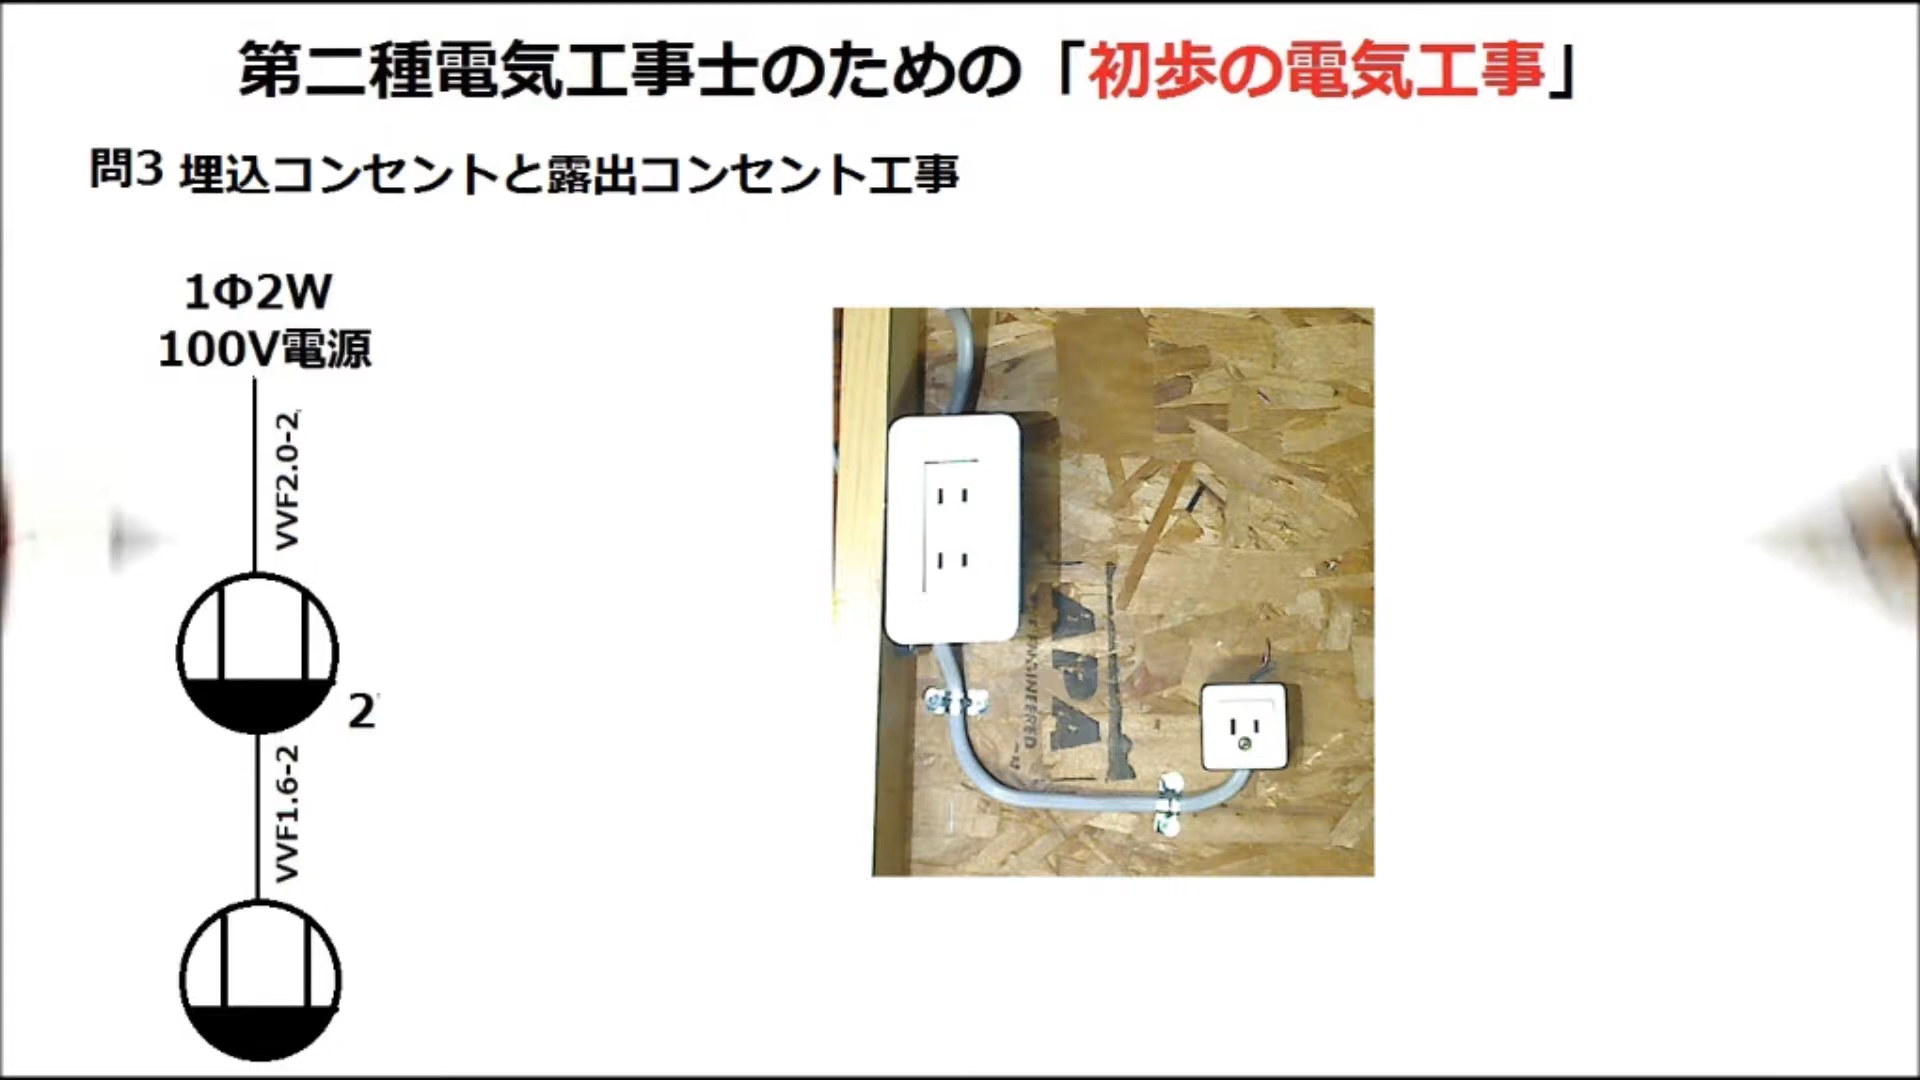 第二種電気工事士のための「初歩の電気工事」
問3 埋込コンセントと露出コンセント工事
1Φ2W
100V電源
VVF2.0-2
2
VVF1.6-2
APA
ENGINEERED